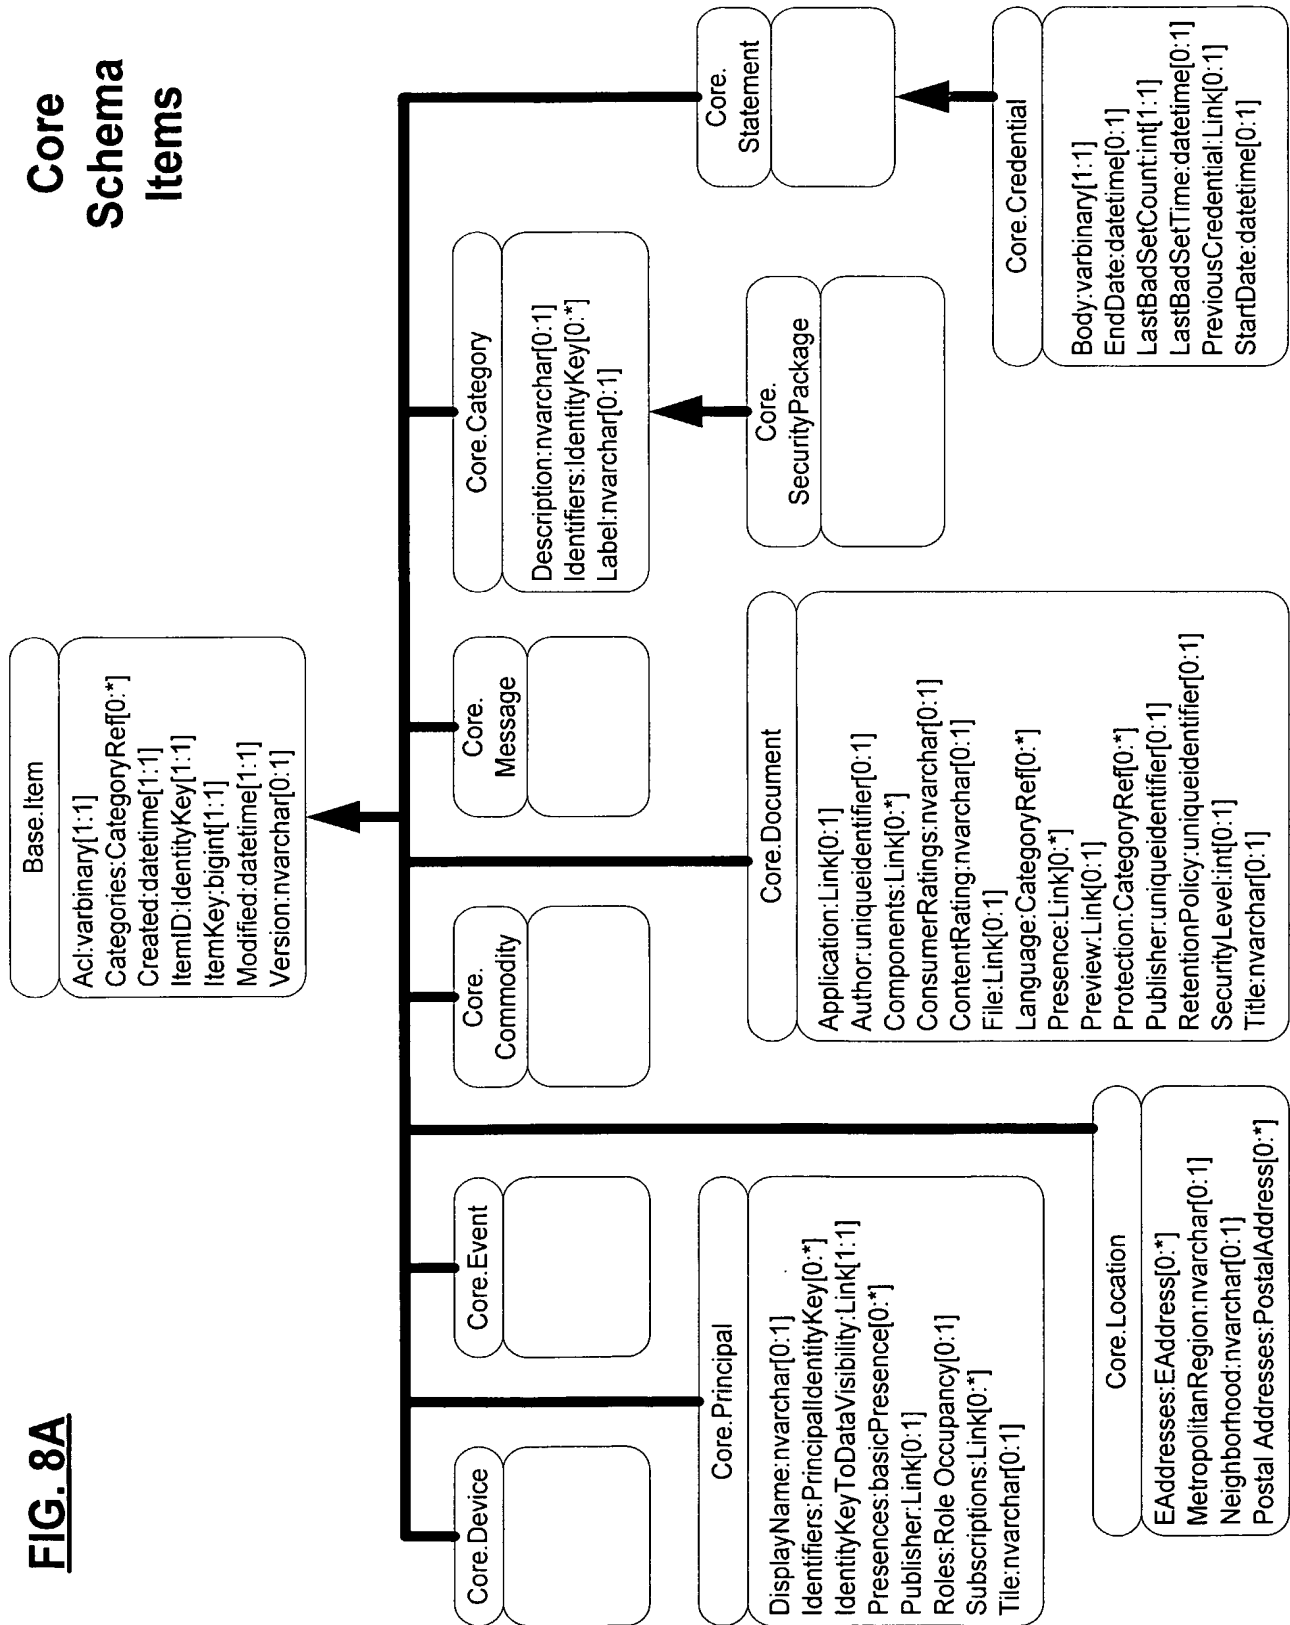 FIG. 8A
Core
Schema
Items
Base.Item
Acl:varbinary[1:1]
Categories:CategoryRef[0:*]
Created:datetime[1:1]
ItemID:IdentityKey[1:1]
ItemKey:bigint[1:1]
Modified:datetime[1:1]
Version:nvarchar[0:1]
Core.Device
Core.Event
Core.
Commodity
Core.
Message
Core.Category
Description:nvarchar[0:1]
Identifiers:IdentityKey[0:*]
Label:nvarchar[0:1]
Core.
Statement
Core.Principal
DisplayName:nvarchar[0:1]
Identifiers:PrincipalIdentityKey[0:*]
IdentityKeyToDataVisibility:Link[1:1]
Presences:basicPresence[0:*]
Publisher:Link[0:1]
Roles:Role Occupancy[0:1]
Subscriptions:Link[0:*]
Tile:nvarchar[0:1]
Core.Document
Application:Link[0:1]
Author:uniqueidentifier[0:1]
Components:Link[0:*]
ConsumerRatings:nvarchar[0:1]
ContentRating:nvarchar[0:1]
File:Link[0:1]
Language:CategoryRef[0:*]
Presence:Link[0:*]
Preview:Link[0:1]
Protection:CategoryRef[0:*]
Publisher:uniqueidentifier[0:1]
RetentionPolicy:uniqueidentifier[0:1]
SecurityLevel:int[0:1]
Title:nvarchar[0:1]
Core.
SecurityPackage
Core.Credential
Body:varbinary[1:1]
EndDate:datetime[0:1]
LastBadSetCount:int[1:1]
LastBadSetTime:datetime[0:1]
PreviousCredential:Link[0:1]
StartDate:datetime[0:1]
Core.Location
EAddresses:EAddress[0:*]
MetropolitanRegion:nvarchar[0:1]
Neighborhood:nvarchar[0:1]
Postal Addresses:PostalAddress[0:*]